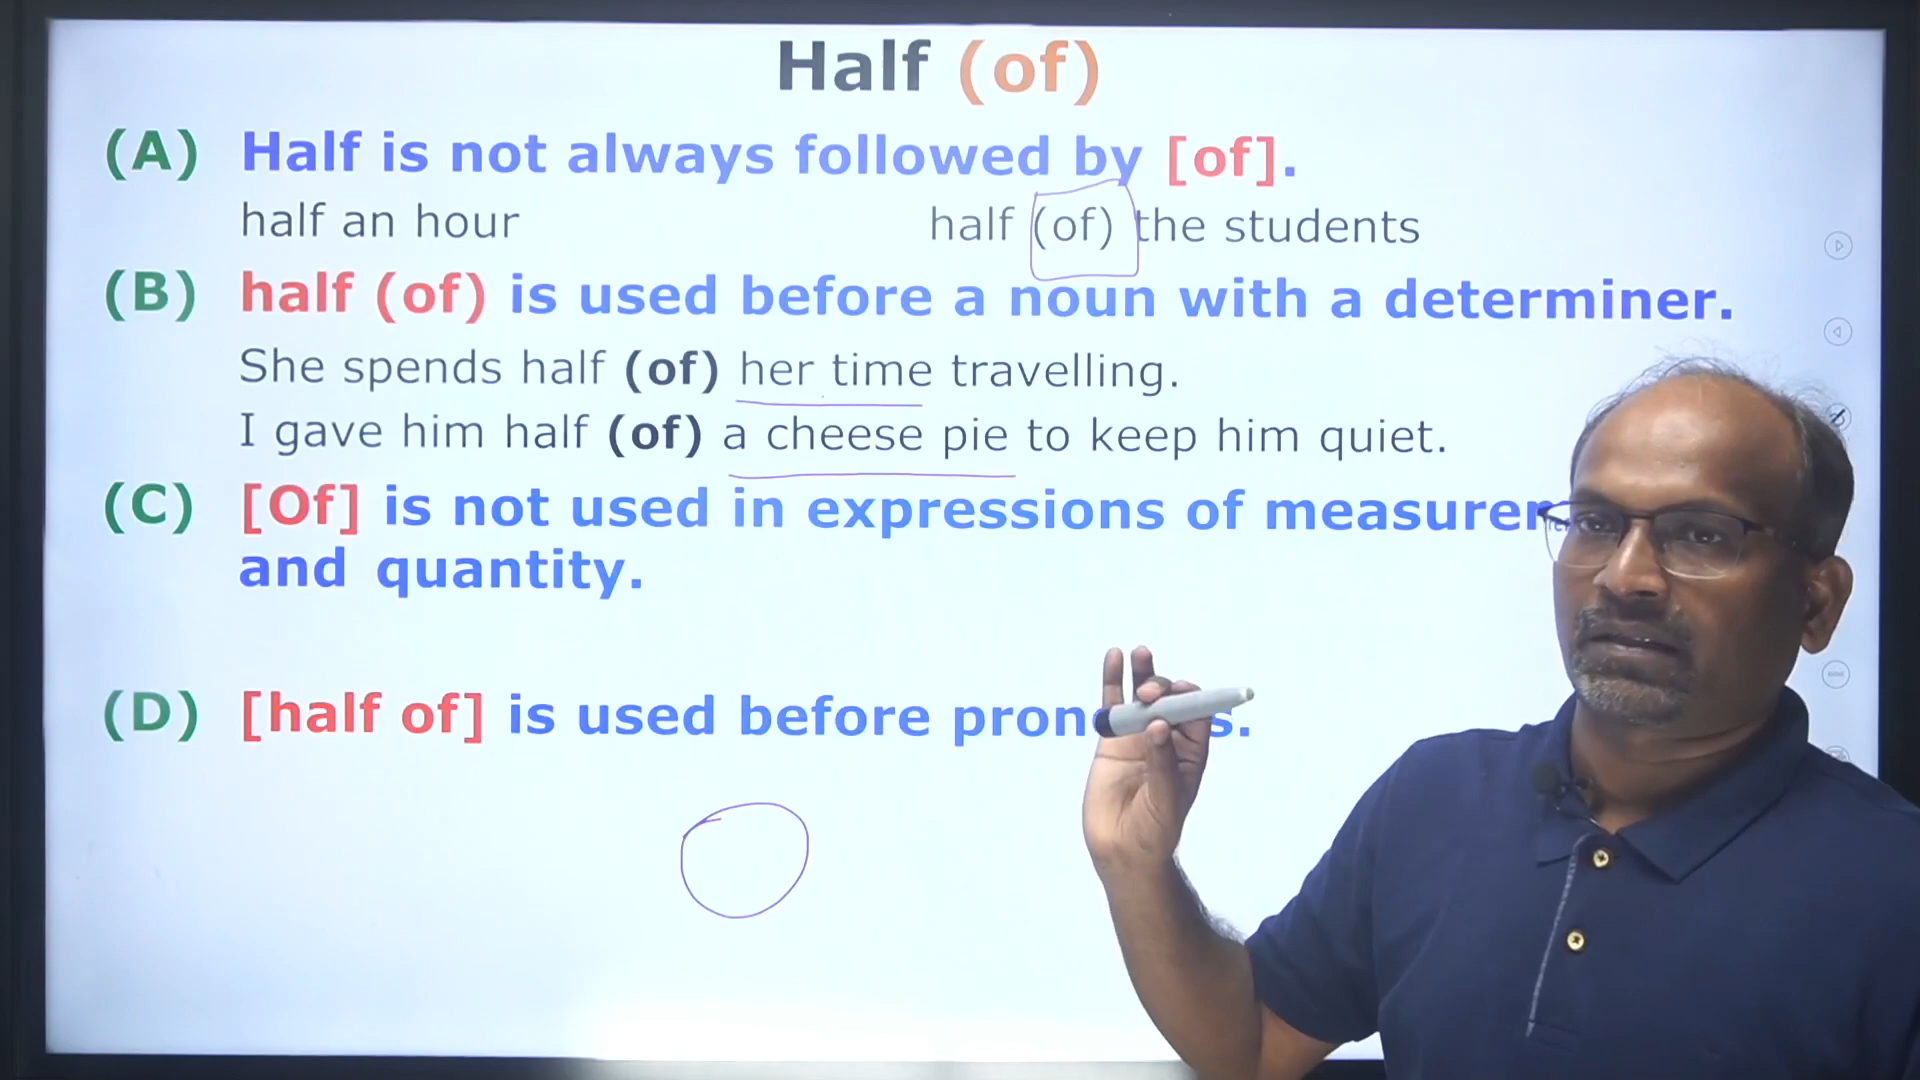 Half (of)
(A) Half is not always followed by [of].
half an hour half (of) the students
(B) half (of) is used before a noun with a determiner.
She spends half (of) her time travelling.
I gave him half (of) a cheese pie to keep him quiet.
(C) [Of] is not used in expressions of
and quantity.
(D) [half of] is used before